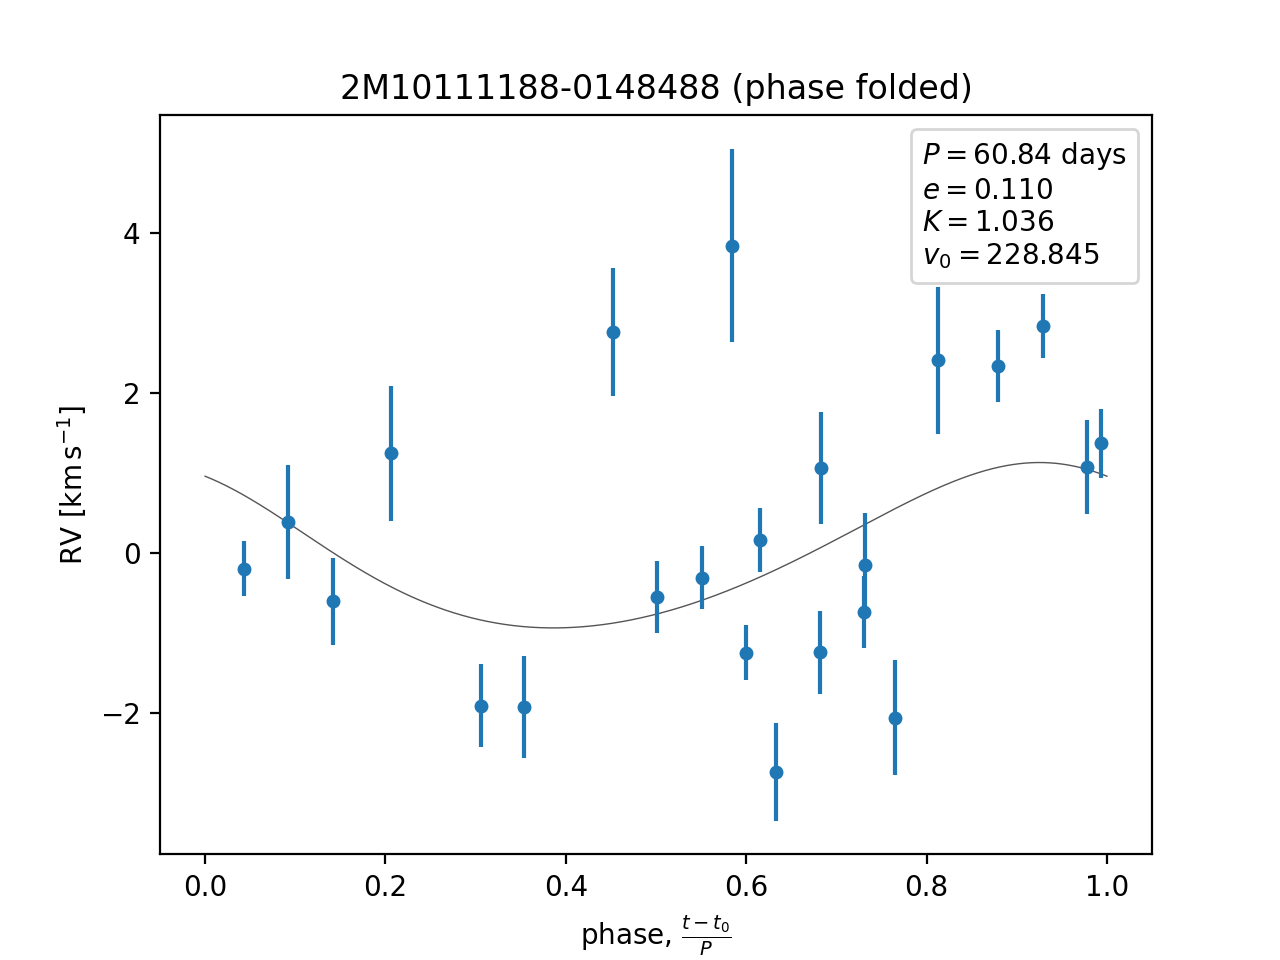 2M10111188-0148488 (phase folded)
P = 60.84 days
e = 0.110
K = 1.036
v₀ = 228.845
RV [km s⁻¹]
4
2
0
−2
0.0 0.2 0.4 0.6 0.8 1.0
phase, (t − t₀)/P